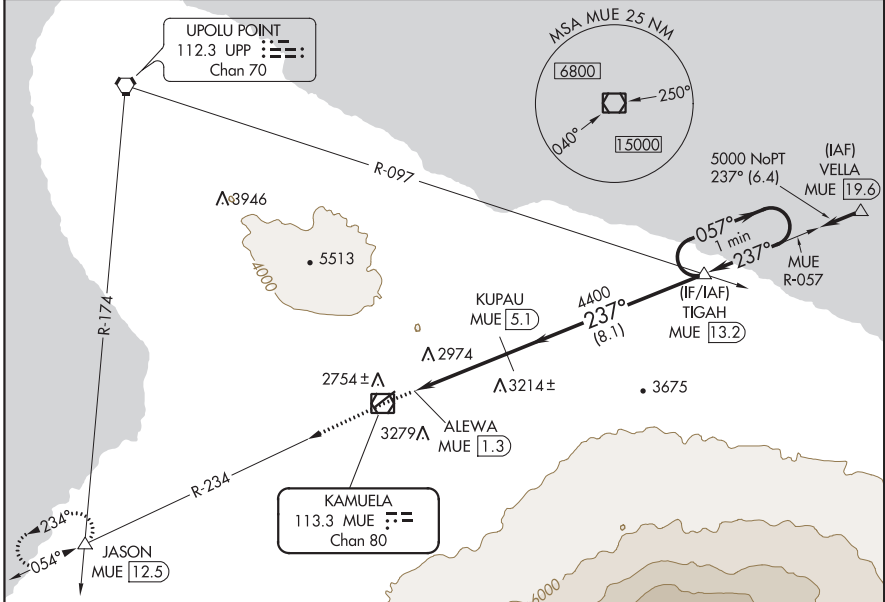 UPOLU POINT
112.3 UPP
Chan 70
MSA MUE 25 NM
6800
250°
040°
15000
5000 NoPT
237° (6.4)
(IAF)
VELLA
MUE 19.6
R-097
057°
1 min
237°
MUE
R-057
3946
5513
4000
(IF/IAF)
TIGAH
MUE 13.2
KUPAU
MUE 5.1
4400
237°
(8.1)
R-174
2974
2754±
3214±
3675
3279
ALEWA
MUE 1.3
R-234
KAMUELA
113.3 MUE
Chan 80
234°
054°
JASON
MUE 12.5
6000